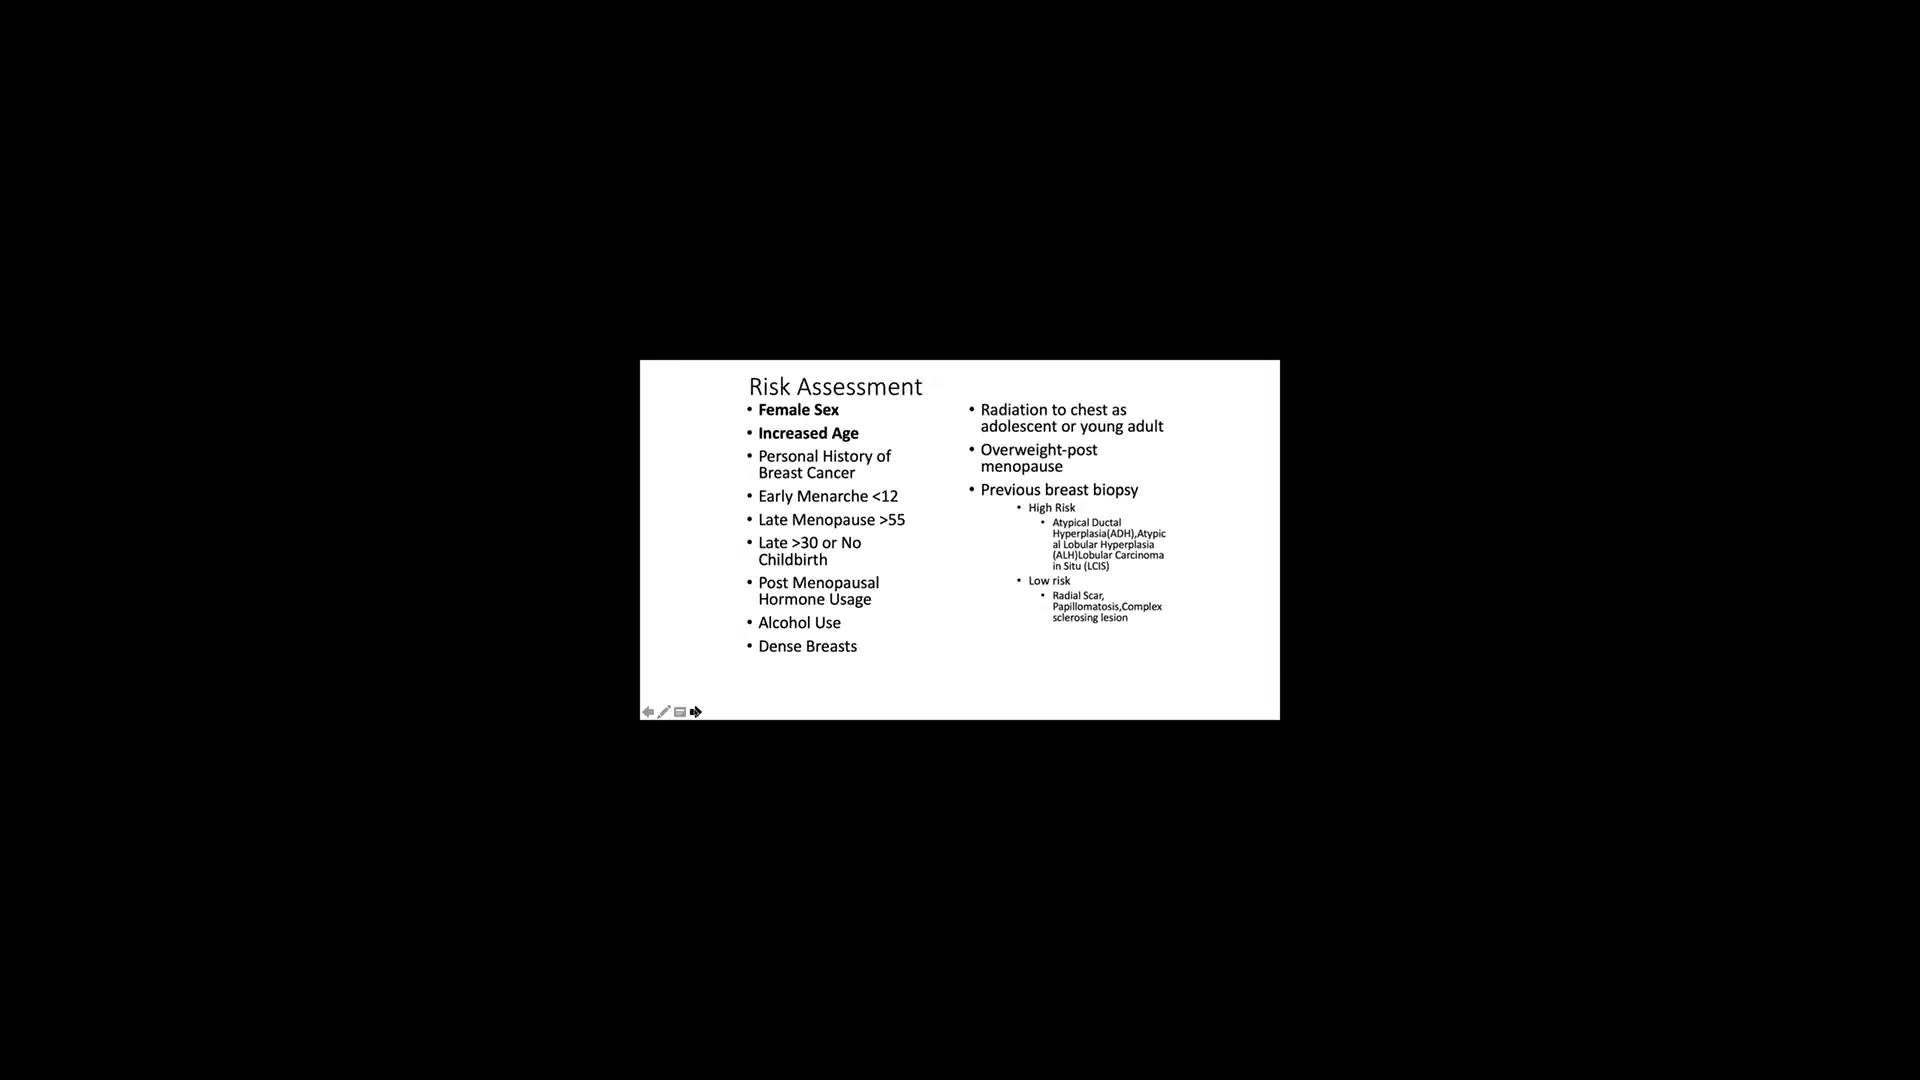 Risk Assessment
• Female Sex
• Increased Age
• Personal History of
Breast Cancer
• Early Menarche <12
• Late Menopause >55
• Late >30 or No
Childbirth
• Post Menopausal
Hormone Usage
• Alcohol Use
• Dense Breasts
• Radiation to chest as
adolescent or young adult
• Overweight-post
menopause
• Previous breast biopsy
• High Risk
• Atypical Ductal
Hyperplasia(ADH),Atypic
al Lobular Hyperplasia
(ALH)Lobular Carcinoma
in Situ (LCIS)
• Low risk
• Radial Scar,
Papillomatosis,Complex
sclerosing lesion